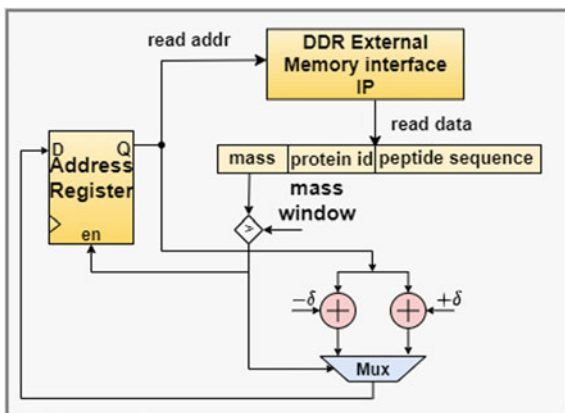 read addr
DDR External
Memory interface
IP
read data
D Q
Address
Register
en
mass protein id peptide sequence
mass
window
>
−δ
+
+
+δ
Mux